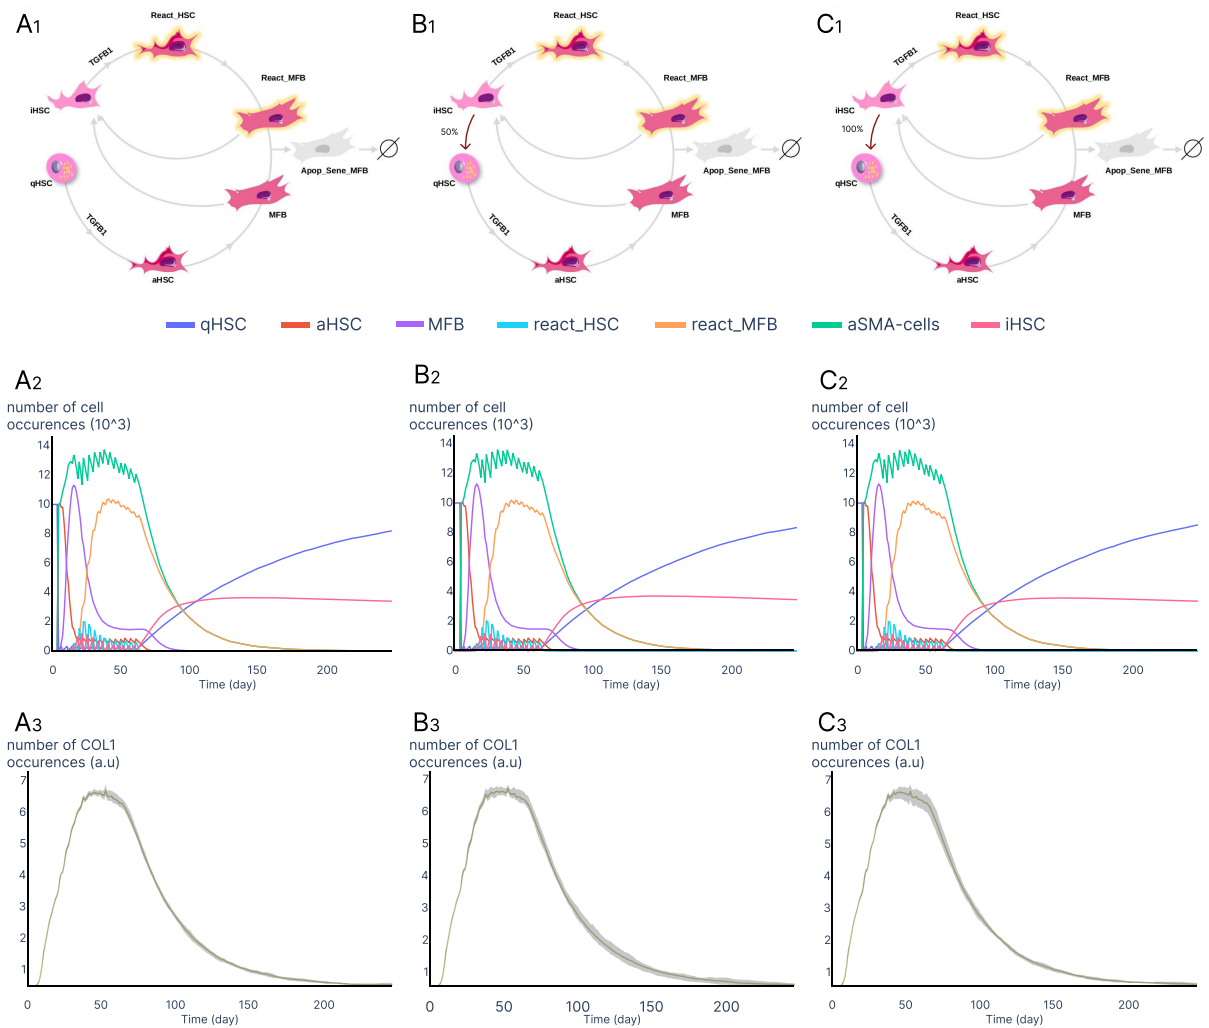 A1
React_HSC
TGFB1
React_MFB
iHSC
qHSC
Apop_Sene_MFB
MFB
TGFB1
aHSC
B1
React_HSC
TGFB1
React_MFB
iHSC
50%
qHSC
Apop_Sene_MFB
MFB
TGFB1
aHSC
C1
React_HSC
TGFB1
React_MFB
iHSC
100%
qHSC
Apop_Sene_MFB
MFB
TGFB1
aHSC
qHSC aHSC MFB react_HSC react_MFB aSMA-cells iHSC
A2
number of cell
occurences (10^3)
14
12
10
8
6
4
2
0
0 50 100 150 200
Time (day)
B2
number of cell
occurences (10^3)
14
12
10
8
6
4
2
0
0 50 100 150 200
Time (day)
C2
number of cell
occurences (10^3)
14
12
10
8
6
4
2
0
0 50 100 150 200
Time (day)
A3
number of COL1
occurences (a.u)
7
6
5
4
3
2
1
0 50 100 150 200
Time (day)
B3
number of COL1
occurences (a.u)
7
6
5
4
3
2
1
0 50 100 150 200
Time (day)
C3
number of COL1
occurences (a.u)
7
6
5
4
3
2
1
0 50 100 150 200
Time (day)